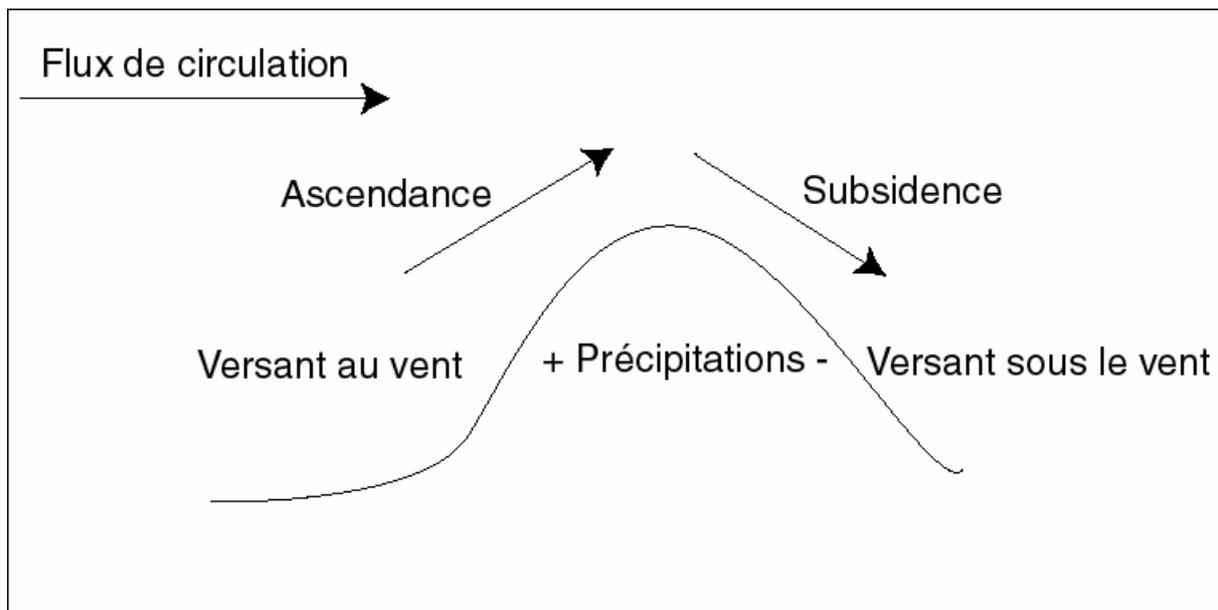 Flux de circulation
Ascendance
Subsidence
Versant au vent
+ Précipitations -
Versant sous le vent